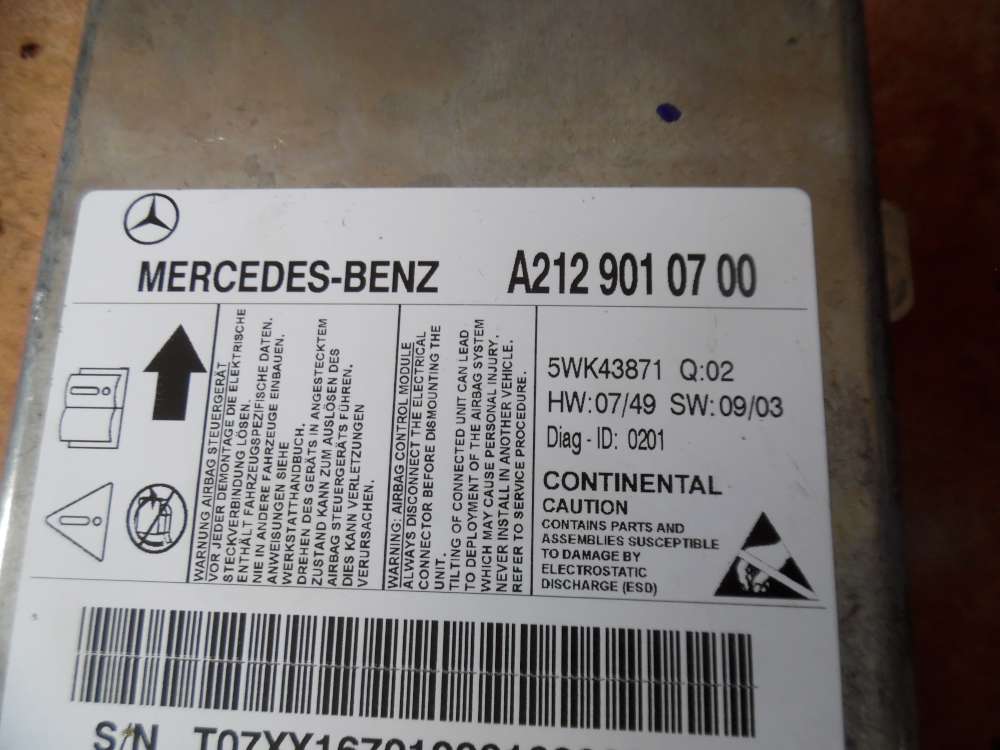 MERCEDES-BENZ
A212 901 07 00
WARNUNG AIRBAG STEUERGERÄT
VOR JEDER DEMONTAGE DIE ELEKTRISCHE
STECKVERBINDUNG LÖSEN.
ENTHÄLT FAHRZEUGSPEZIFISCHE DATEN.
NIE IN ANDERE FAHRZEUGE EINBAUEN.
ANWEISUNGEN SIEHE
WERKSTATTHANDBUCH.
DREHEN DES GERÄTS IN ANGESTECKTEM
ZUSTAND KANN ZUM AUSLÖSEN DES
AIRBAG STEUERGERÄTS FÜHREN.
DIES KANN VERLETZUNGEN
VERURSACHEN.
WARNING: AIRBAG CONTROL MODULE
ALWAYS DISCONNECT THE ELECTRICAL
CONNECTOR BEFORE DISMOUNTING THE
UNIT.
TILTING OF CONNECTED UNIT CAN LEAD
TO DEPLOYMENT OF THE AIRBAG SYSTEM
WHICH MAY CAUSE PERSONAL INJURY.
NEVER INSTALL IN ANOTHER VEHICLE.
REFER TO SERVICE PROCEDURE.
5WK43871 Q:02
HW:07/49 SW:09/03
Diag - ID: 0201
CONTINENTAL
CAUTION
CONTAINS PARTS AND
ASSEMBLIES SUSCEPTIBLE
TO DAMAGE BY
ELECTROSTATIC
DISCHARGE (ESD)
S/N